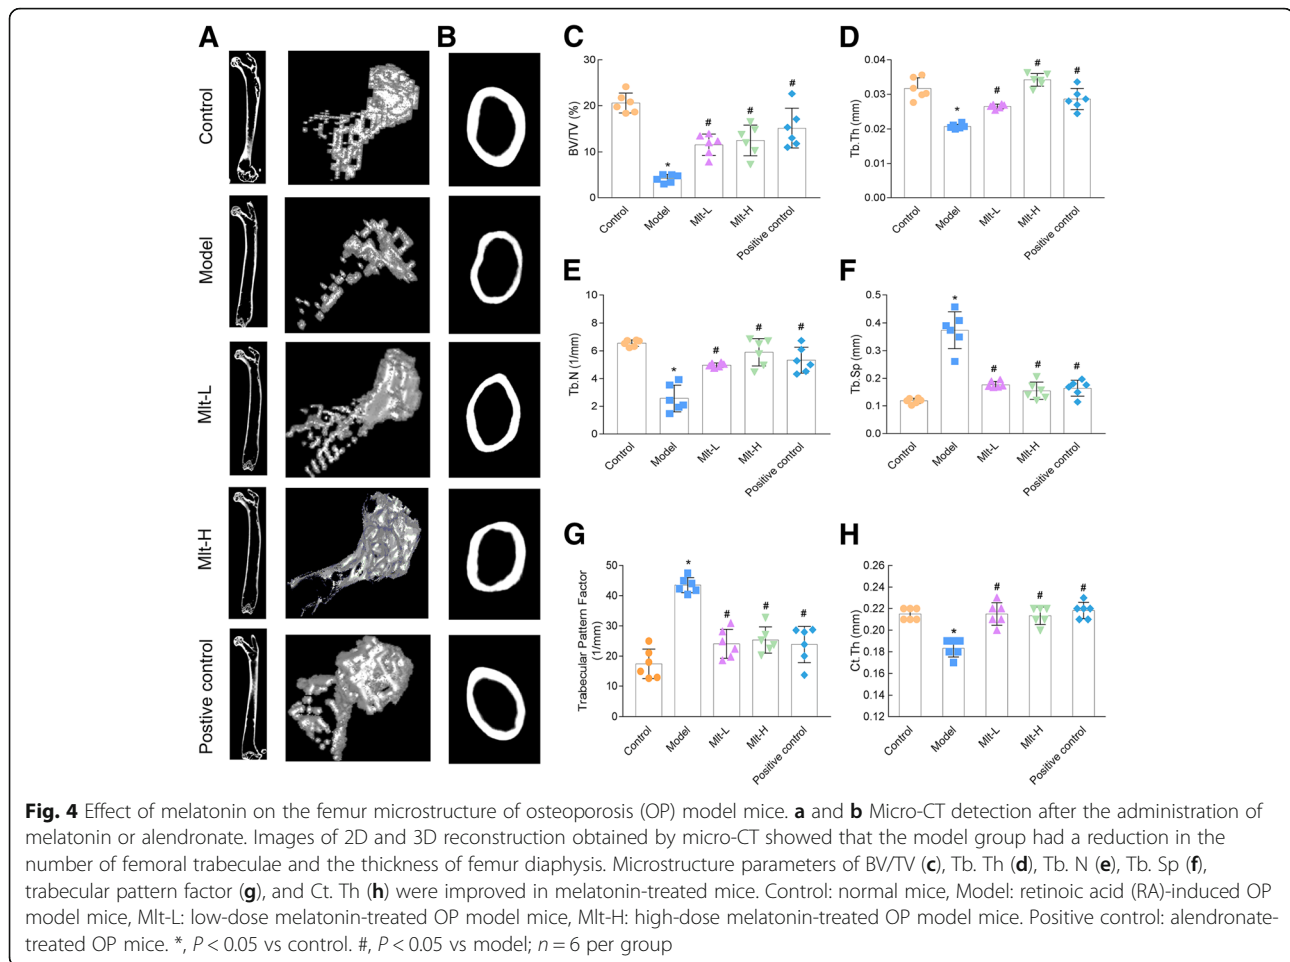 A
B
Control
Model
Mlt-L
Mlt-H
Postive control
C
BV/TV (%)
30
20
10
0
*
#
#
#
Control
Model
Mlt-L
Mlt-H
Positive control
D
Tb.Th (mm)
0.04
0.03
0.02
0.01
0.00
*
#
#
#
Control
Model
Mlt-L
Mlt-H
Positive control
E
Tb.N (1/mm)
10
8
6
4
2
0
*
#
#
#
Control
Model
Mlt-L
Mlt-H
Positive control
F
Tb.Sp (mm)
0.5
0.4
0.3
0.2
0.1
0.0
*
#
#
#
Control
Model
Mlt-L
Mlt-H
Positive control
G
Trabecular Pattern Factor
(1/mm)
50
40
30
20
10
0
*
#
#
#
Control
Model
Mlt-L
Mlt-H
Positive control
H
Ct.Th (mm)
0.26
0.24
0.22
0.20
0.18
0.16
0.14
0.12
*
#
#
#
Control
Model
Mlt-L
Mlt-H
Positive control
Fig. 4 Effect of melatonin on the femur microstructure of osteoporosis (OP) model mice. a and b Micro-CT detection after the administration of
melatonin or alendronate. Images of 2D and 3D reconstruction obtained by micro-CT showed that the model group had a reduction in the
number of femoral trabeculae and the thickness of femur diaphysis. Microstructure parameters of BV/TV (c), Tb. Th (d), Tb. N (e), Tb. Sp (f),
trabecular pattern factor (g), and Ct. Th (h) were improved in melatonin-treated mice. Control: normal mice, Model: retinoic acid (RA)-induced OP
model mice, Mlt-L: low-dose melatonin-treated OP model mice, Mlt-H: high-dose melatonin-treated OP model mice. Positive control: alendronate-
treated OP mice. *, P < 0.05 vs control. #, P < 0.05 vs model; n = 6 per group